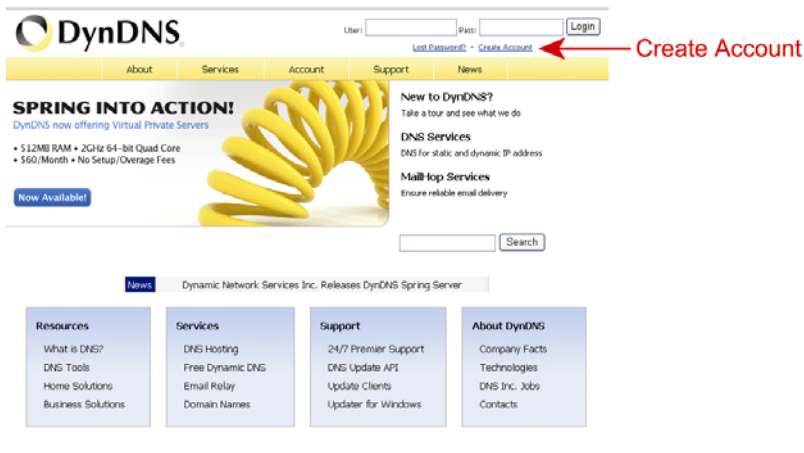 DynDNS
User: Pass: Login
Lost Password? • Create Account
Create Account
About Services Account Support News
SPRING INTO ACTION!
DynDNS now offering Virtual Private Servers
• 512MB RAM • 2GHz 64-bit Quad Core
• $60/Month • No Setup/Overage Fees
Now Available!
New to DynDNS?
Take a tour and see what we do
DNS Services
DNS for static and dynamic IP address
MailHop Services
Ensure reliable email delivery
Search
News Dynamic Network Services Inc. Releases DynDNS Spring Server
Resources
What is DNS?
DNS Tools
Home Solutions
Business Solutions
Services
DNS Hosting
Free Dynamic DNS
Email Relay
Domain Names
Support
24/7 Premier Support
DNS Update API
Update Clients
Updater for Windows
About DynDNS
Company Facts
Technologies
DNS Inc. Jobs
Contacts